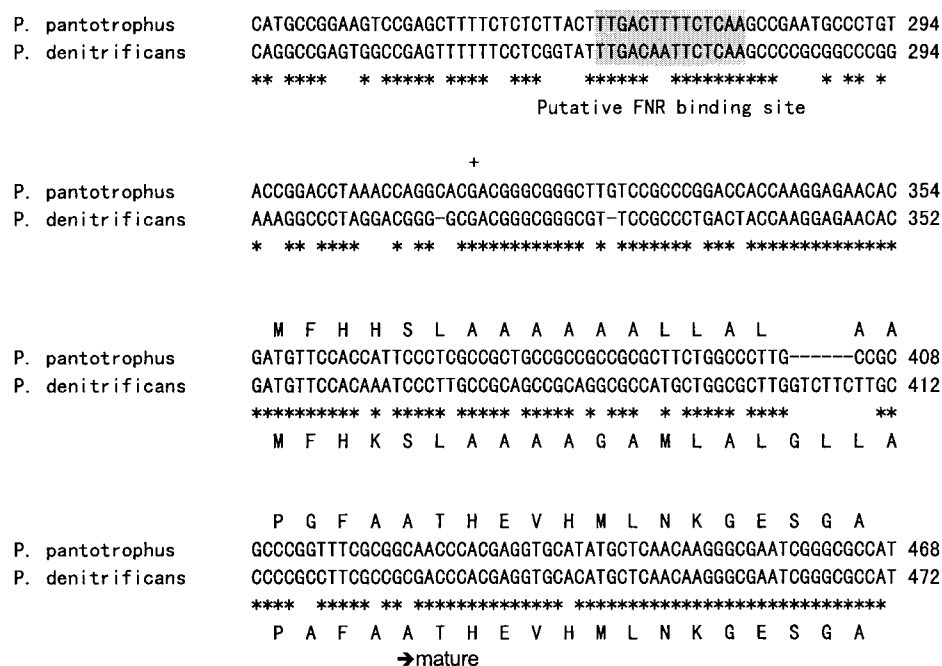 P. pantotrophus CATGCCGGAAGTCCGAGCTTTTCTCTCTTACTTTGACTTTTCTCAAGCCGAATGCCCTGT 294
P. denitrificans CAGGCCGAGTGGCCGAGTTTTTTCCTCGGTATTTGACAATTCTCAAGCCCCGCGGCCCGG 294
** **** * ***** **** *** ****** ********** * ** *
Putative FNR binding site
+
P. pantotrophus ACCGGACCTAAACCAGGCACGACGGGCGGGCTTGTCCGCCCGGACCACCAAGGAGAACAC 354
P. denitrificans AAAGGCCCTAGGACGGG-GCGACGGGCGGGCGT-TCCGCCCTGACTACCAAGGAGAACAC 352
* ** **** * ** ************ * ******* *** **************
M F H H S L A A A A A A L L A L A A
P. pantotrophus GATGTTCCACCATTCCCTCGCCGCTGCCGCCGCCGCGCTTCTGGCCCTTG------CCGC 408
P. denitrificans GATGTTCCACAAATCCCTTGCCGCAGCCGCAGGCGCCATGCTGGCGCTTGGTCTTCTTGC 412
********** * ***** ***** ***** * *** * ***** **** **
M F H K S L A A A A G A M L A L G L L A
P G F A A T H E V H M L N K G E S G A
P. pantotrophus GCCCGGTTTCGCGGCAACCCACGAGGTGCATATGCTCAACAAGGGCGAATCGGGCGCCAT 468
P. denitrificans CCCCGCCTTCGCCGCGACCCACGAGGTGCACATGCTCAACAAGGGCGAATCGGGCGCCAT 472
**** ***** ** ************** *****************************
P A F A A T H E V H M L N K G E S G A
➔mature